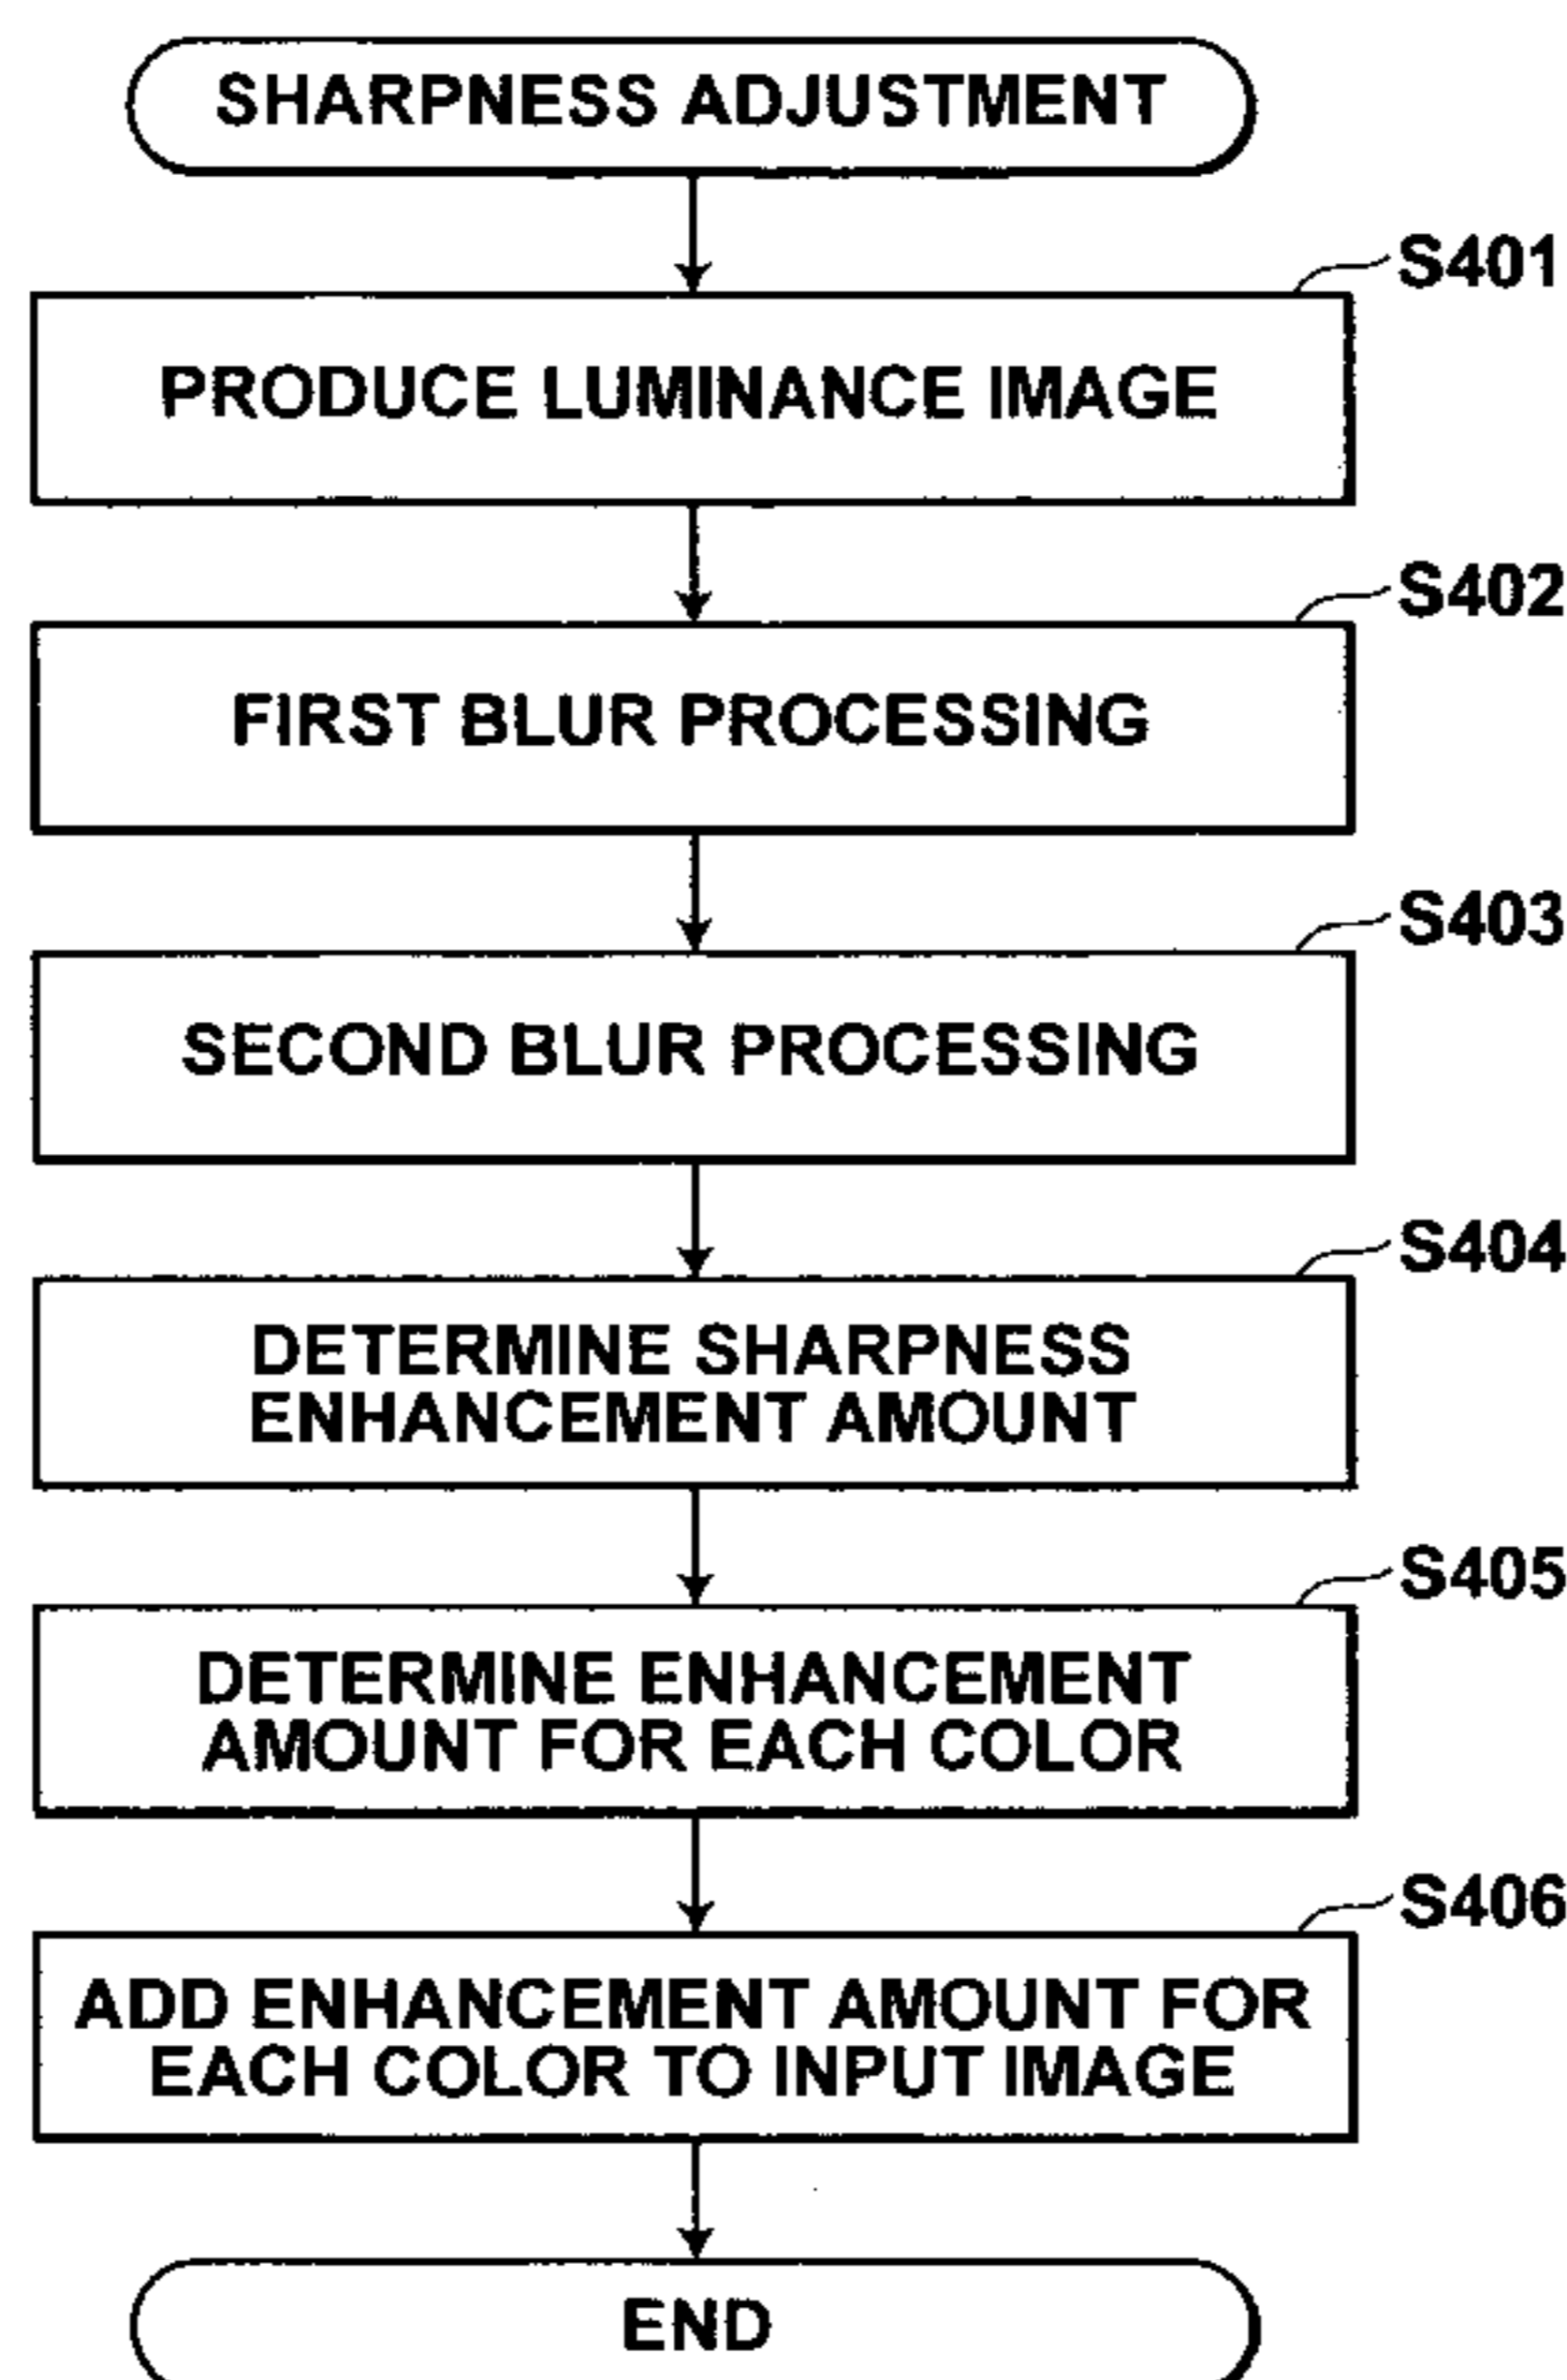 SHARPNESS ADJUSTMENT
S401
PRODUCE LUMINANCE IMAGE
S402
FIRST BLUR PROCESSING
S403
SECOND BLUR PROCESSING
S404
DETERMINE SHARPNESS
ENHANCEMENT AMOUNT
S405
DETERMINE ENHANCEMENT
AMOUNT FOR EACH COLOR
S406
ADD ENHANCEMENT AMOUNT FOR
EACH COLOR TO INPUT IMAGE
END